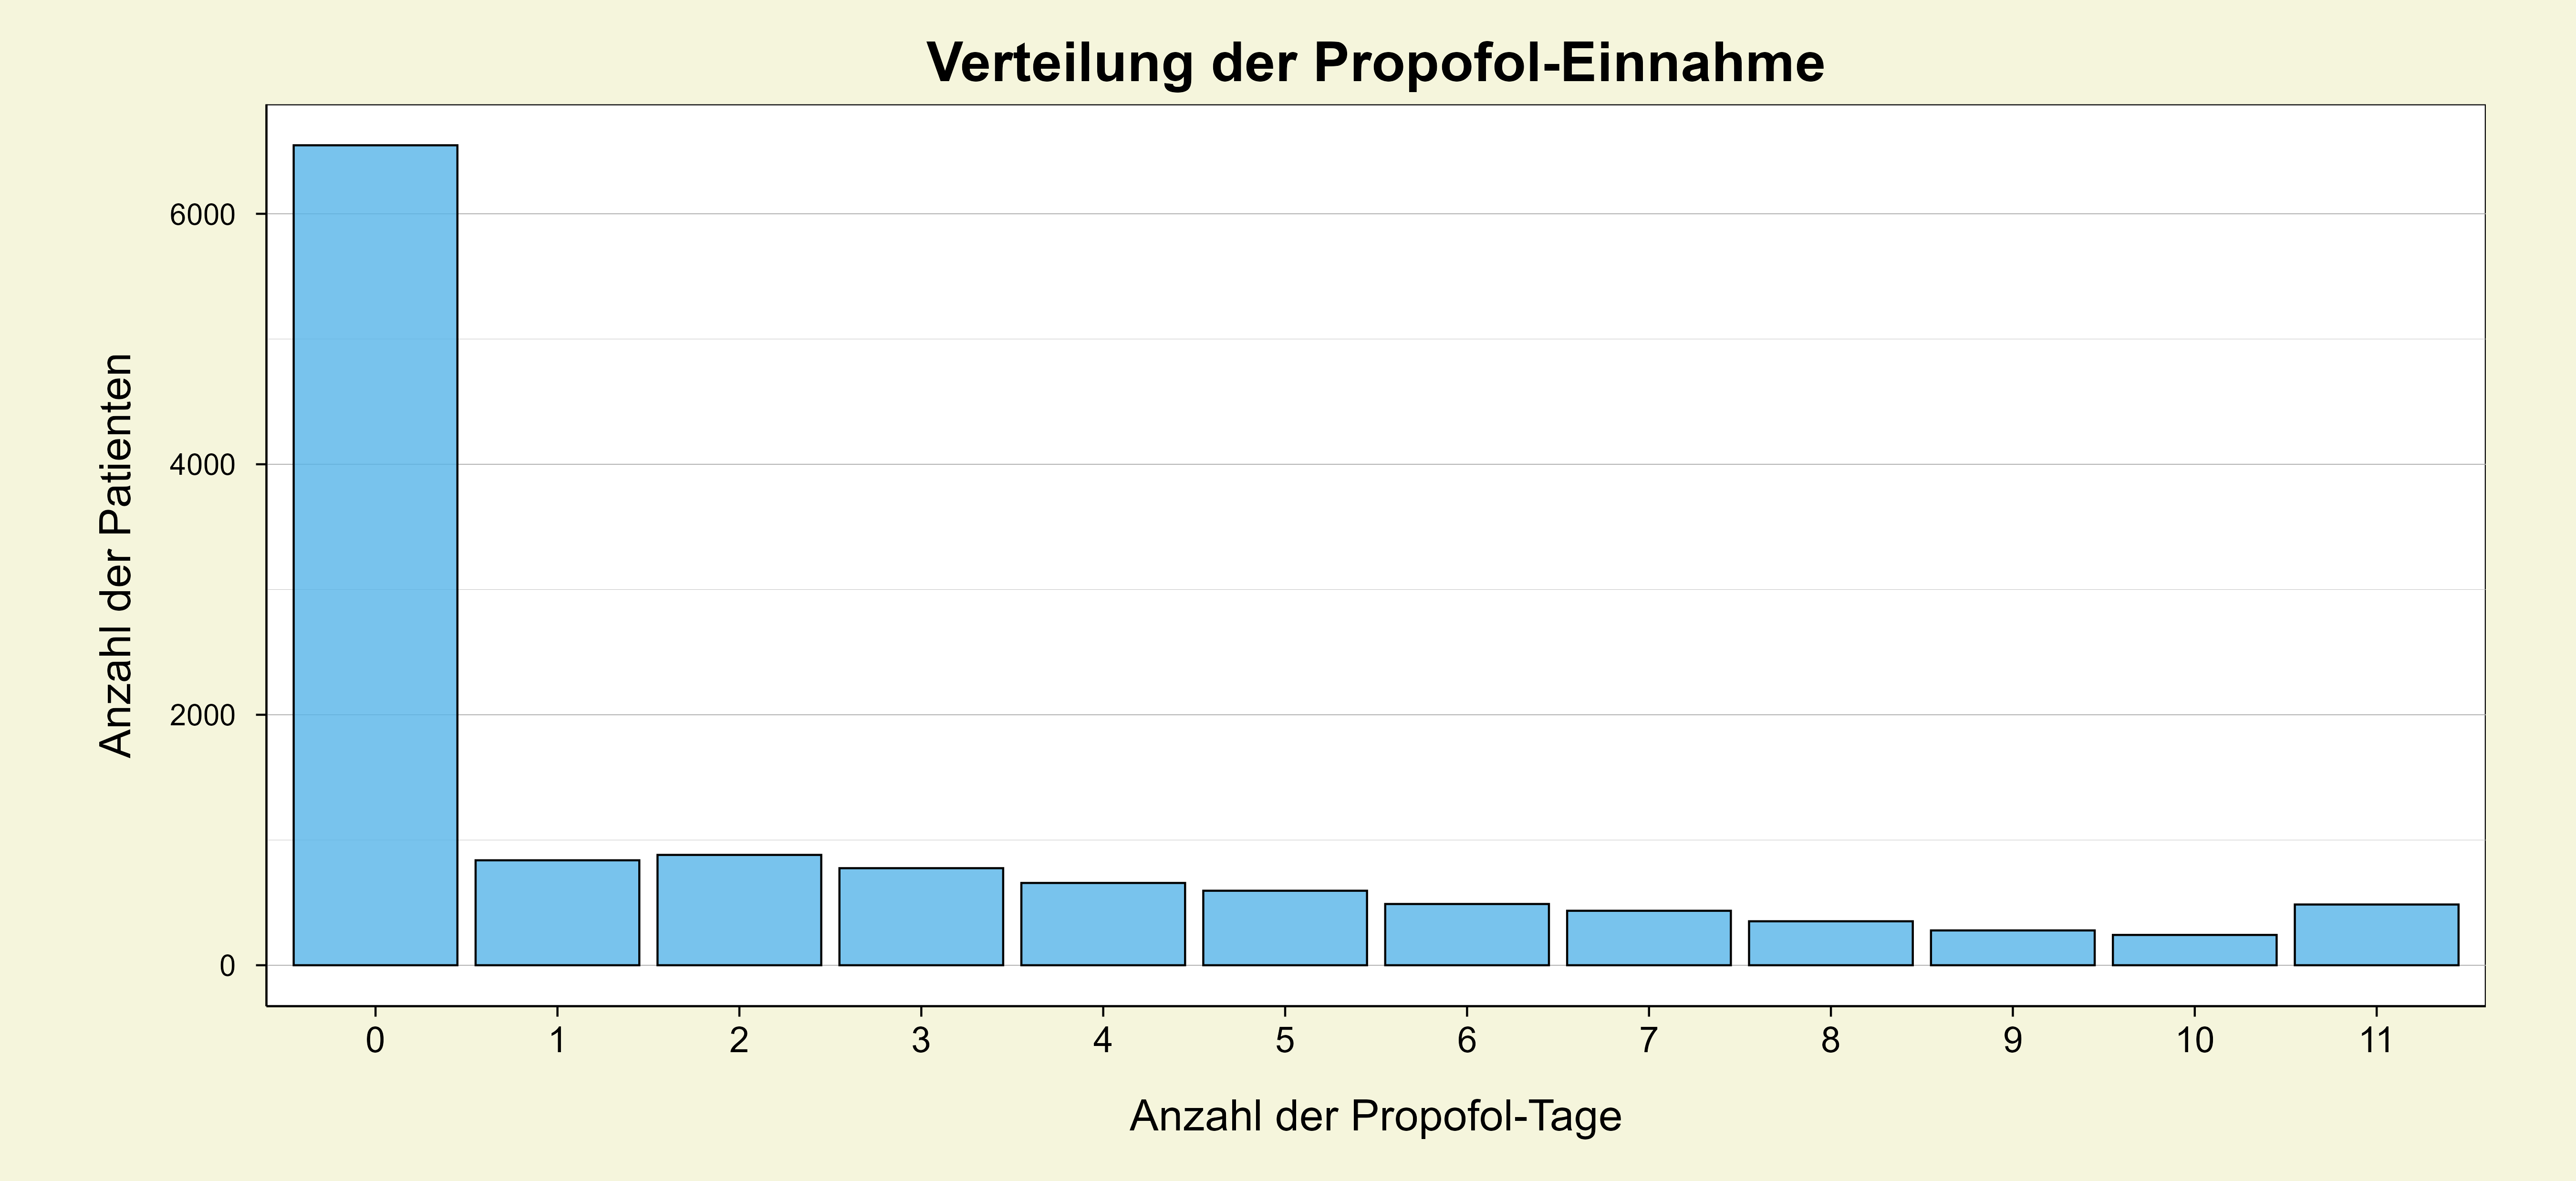 Verteilung der Propofol-Einnahme
Anzahl der Patienten
6000
4000
2000
0
0 1 2 3 4 5 6 7 8 9 10 11
Anzahl der Propofol-Tage